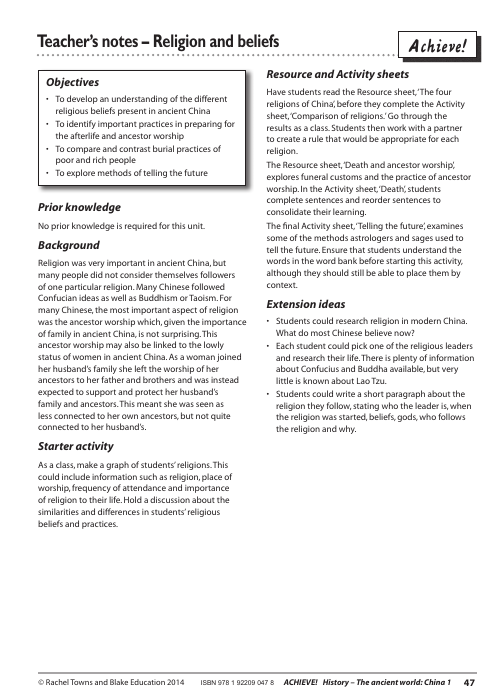 Teacher's notes – Religion and beliefs
Achieve!
Objectives
• To develop an understanding of the different
religious beliefs present in ancient China
• To identify important practices in preparing for
the afterlife and ancestor worship
• To compare and contrast burial practices of
poor and rich people
• To explore methods of telling the future
Prior knowledge
No prior knowledge is required for this unit.
Background
Religion was very important in ancient China, but
many people did not consider themselves followers
of one particular religion. Many Chinese followed
Confucian ideas as well as Buddhism or Taoism. For
many Chinese, the most important aspect of religion
was the ancestor worship which, given the importance
of family in ancient China, is not surprising. This
ancestor worship may also be linked to the lowly
status of women in ancient China. As a woman joined
her husband's family she left the worship of her
ancestors to her father and brothers and was instead
expected to support and protect her husband's
family and ancestors. This meant she was seen as
less connected to her own ancestors, but not quite
connected to her husband's.
Starter activity
As a class, make a graph of students' religions. This
could include information such as religion, place of
worship, frequency of attendance and importance
of religion to their life. Hold a discussion about the
similarities and differences in students' religious
beliefs and practices.
Resource and Activity sheets
Have students read the Resource sheet, 'The four
religions of China', before they complete the Activity
sheet, 'Comparison of religions.' Go through the
results as a class. Students then work with a partner
to create a rule that would be appropriate for each
religion.
The Resource sheet, 'Death and ancestor worship',
explores funeral customs and the practice of ancestor
worship. In the Activity sheet, 'Death', students
complete sentences and reorder sentences to
consolidate their learning.
The final Activity sheet, 'Telling the future', examines
some of the methods astrologers and sages used to
tell the future. Ensure that students understand the
words in the word bank before starting this activity,
although they should still be able to place them by
context.
Extension ideas
• Students could research religion in modern China.
What do most Chinese believe now?
• Each student could pick one of the religious leaders
and research their life. There is plenty of information
about Confucius and Buddha available, but very
little is known about Lao Tzu.
• Students could write a short paragraph about the
religion they follow, stating who the leader is, when
the religion was started, beliefs, gods, who follows
the religion and why.
© Rachel Towns and Blake Education 2014 ISBN 978 1 92209 047 8 ACHIEVE! History – The ancient world: China 1 47